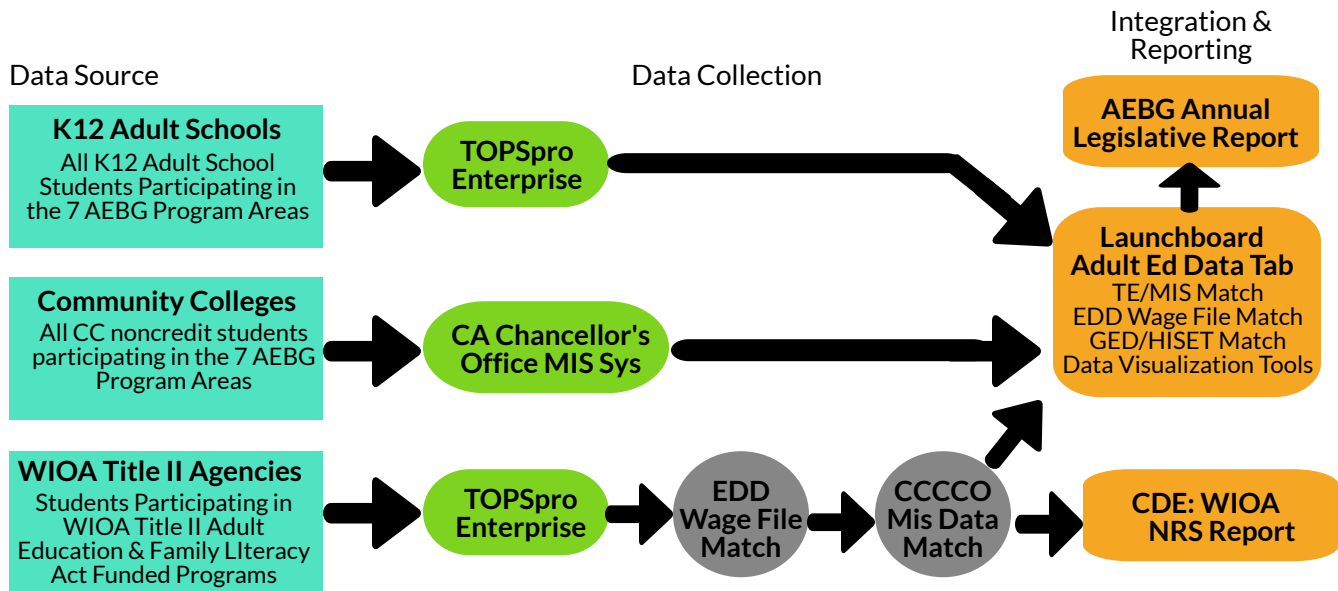 Data Source
Data Collection
Integration &
Reporting
K12 Adult Schools
All K12 Adult School
Students Participating in
the 7 AEBG Program Areas
TOPSpro
Enterprise
AEBG Annual
Legislative Report
Community Colleges
All CC noncredit students
participating in the 7 AEBG
Program Areas
CA Chancellor's
Office MIS Sys
Launchboard
Adult Ed Data Tab
TE/MIS Match
EDD Wage File Match
GED/HISET Match
Data Visualization Tools
WIOA Title II Agencies
Students Participating in
WIOA Title II Adult
Education & Family LIteracy
Act Funded Programs
TOPSpro
Enterprise
EDD
Wage File
Match
CCCCO
Mis Data
Match
CDE: WIOA
NRS Report